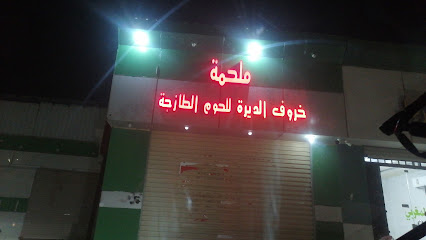 ملحمة
خروف الديرة للحوم الطازجة